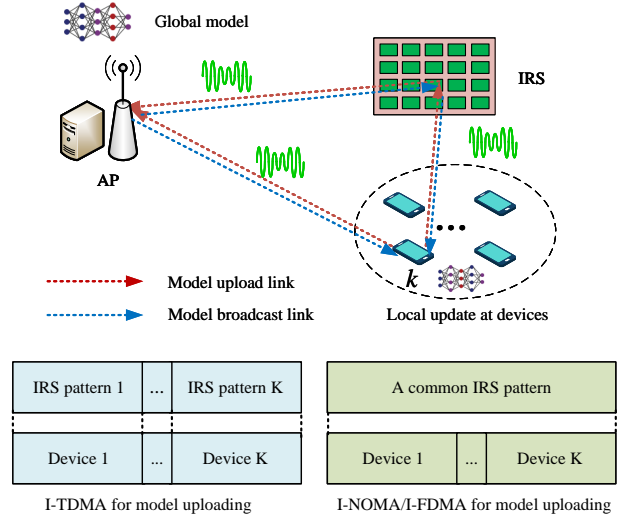 Global model
IRS
AP
...
k
Model upload link
Model broadcast link
Local update at devices
IRS pattern 1 ... IRS pattern K
A common IRS pattern
Device 1 ... Device K
Device 1 ... Device K
I-TDMA for model uploading
I-NOMA/I-FDMA for model uploading